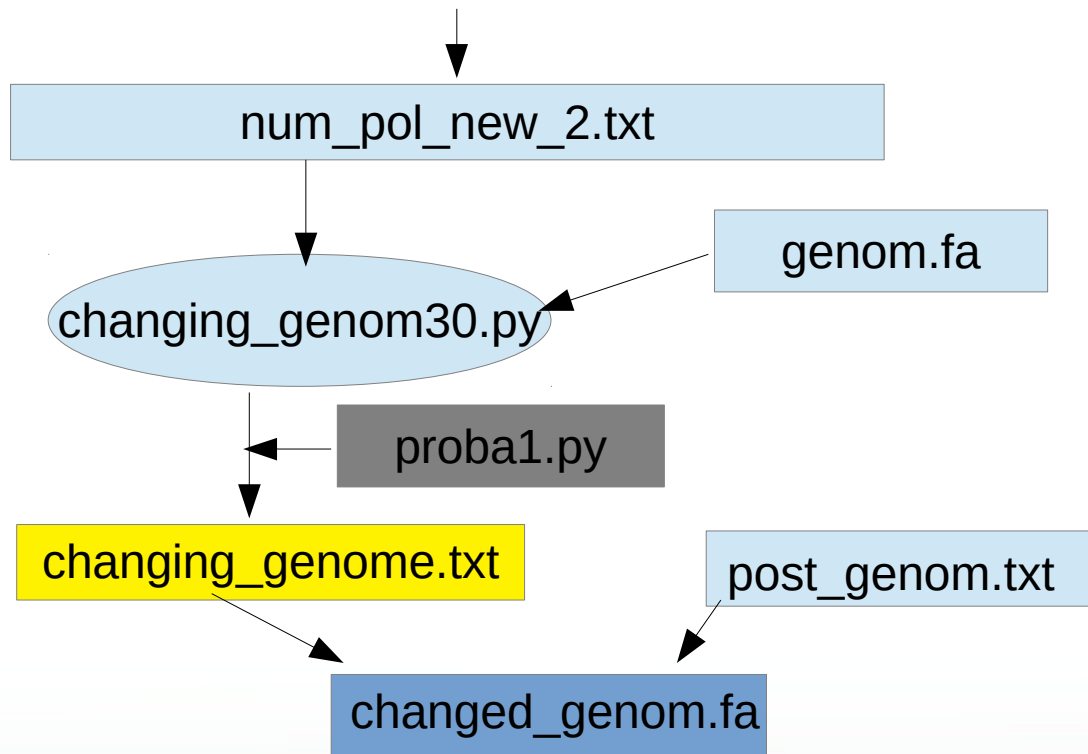 num_pol_new_2.txt
genom.fa
changing_genom30.py
proba1.py
changing_genome.txt
post_genom.txt
changed_genom.fa